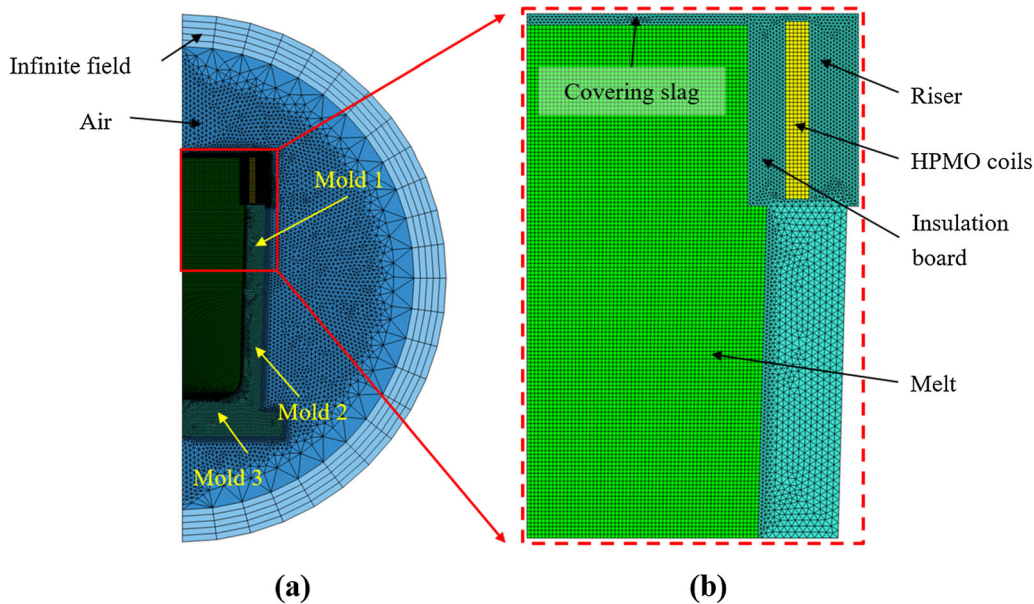 Infinite field
Air
Mold 1
Mold 2
Mold 3
(a)
Covering slag
Riser
HPMO coils
Insulation
board
Melt
(b)